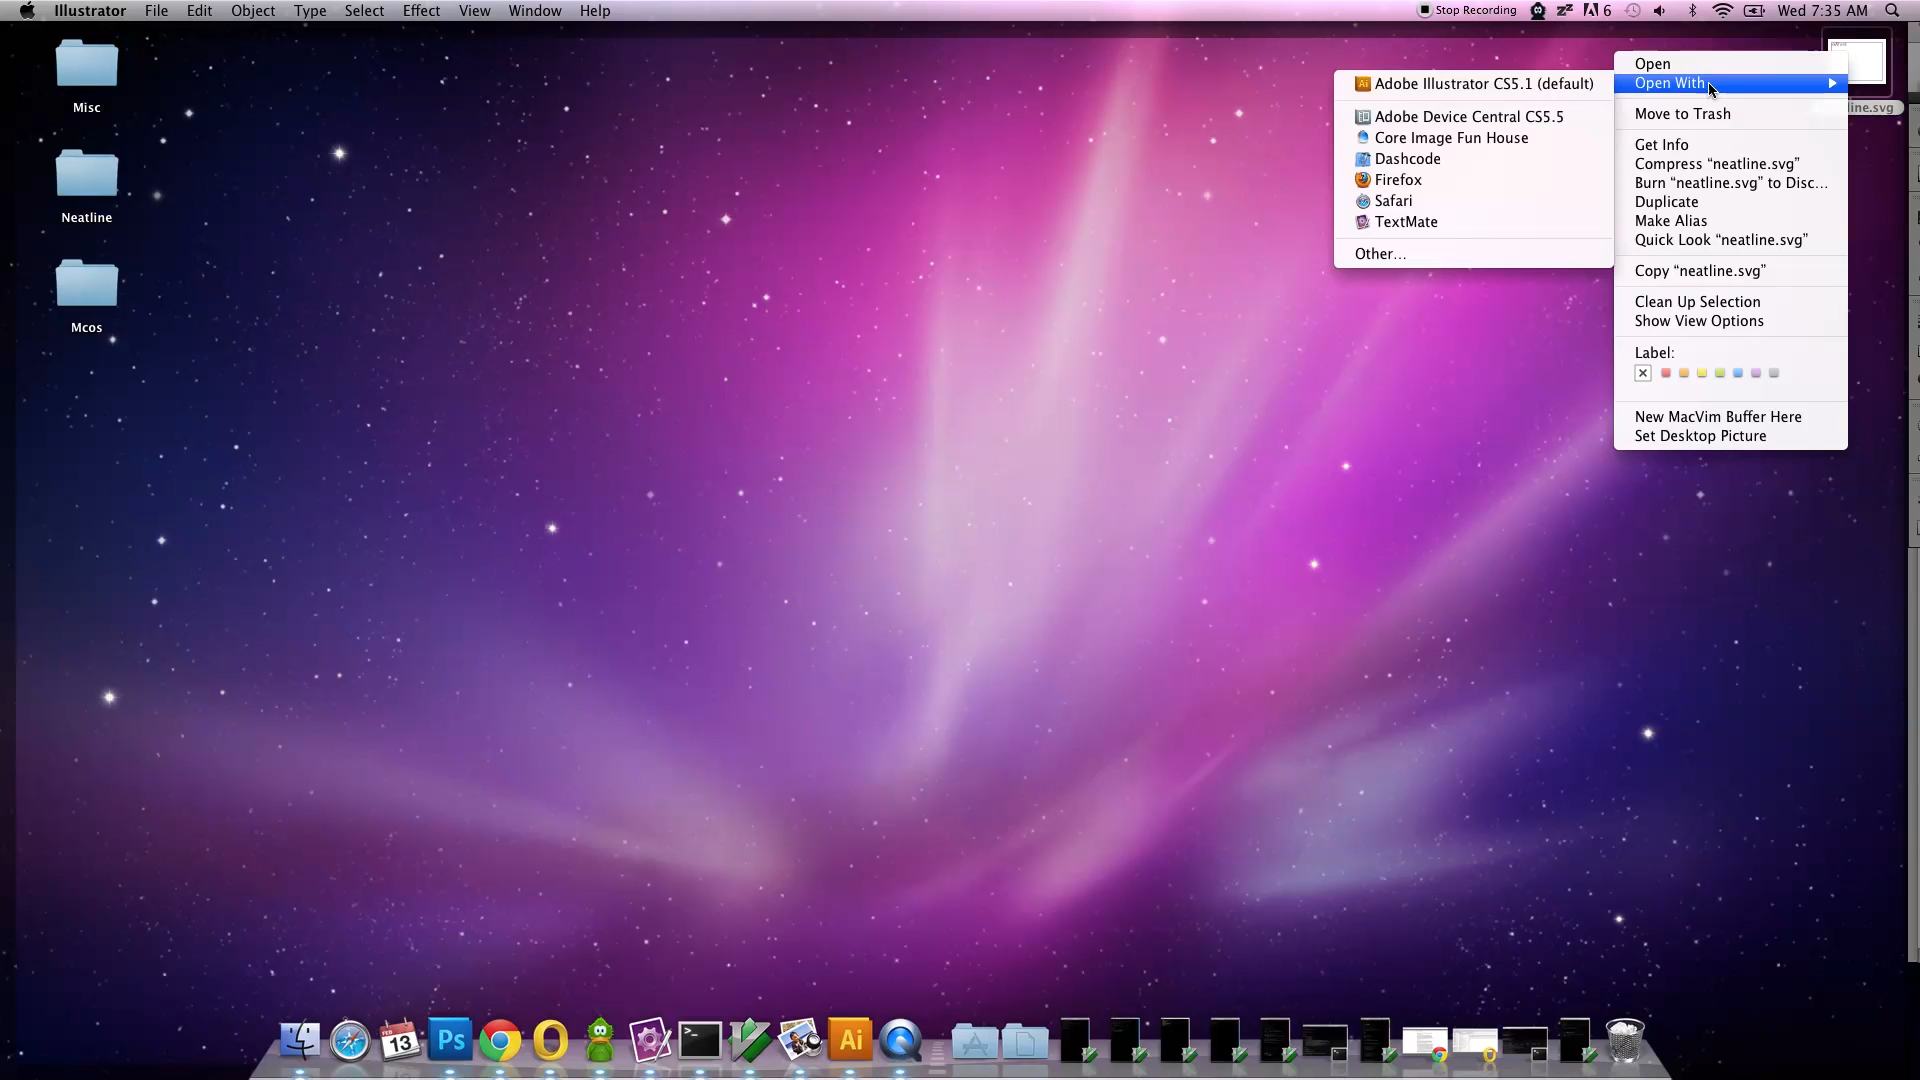 Illustrator File Edit Object Type Select Effect View Window Help
Stop Recording 6 Wed 7:35 AM
Misc
Neatline
Mcos
line.svg
Open
Open With
Move to Trash
Get Info
Compress “neatline.svg”
Burn “neatline.svg” to Disc...
Duplicate
Make Alias
Quick Look “neatline.svg”
Copy “neatline.svg”
Clean Up Selection
Show View Options
Label:
New MacVim Buffer Here
Set Desktop Picture
Adobe Illustrator CS5.1 (default)
Adobe Device Central CS5.5
Core Image Fun House
Dashcode
Firefox
Safari
TextMate
Other...
FEB
13
Ps
Ai